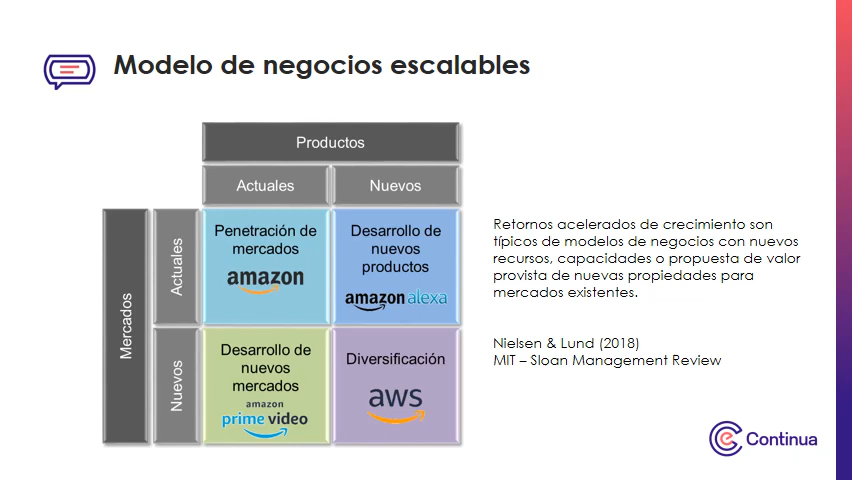 Modelo de negocios escalables
Productos
Actuales
Nuevos
Mercados
Actuales
Penetración de
mercados
amazon
Desarrollo de
nuevos
productos
amazon alexa
Nuevos
Desarrollo de
nuevos
mercados
amazon
prime video
Diversificación
aws
Retornos acelerados de crecimiento son
típicos de modelos de negocios con nuevos
recursos, capacidades o propuesta de valor
provista de nuevas propiedades para
mercados existentes.
Nielsen & Lund (2018)
MIT – Sloan Management Review
Continua